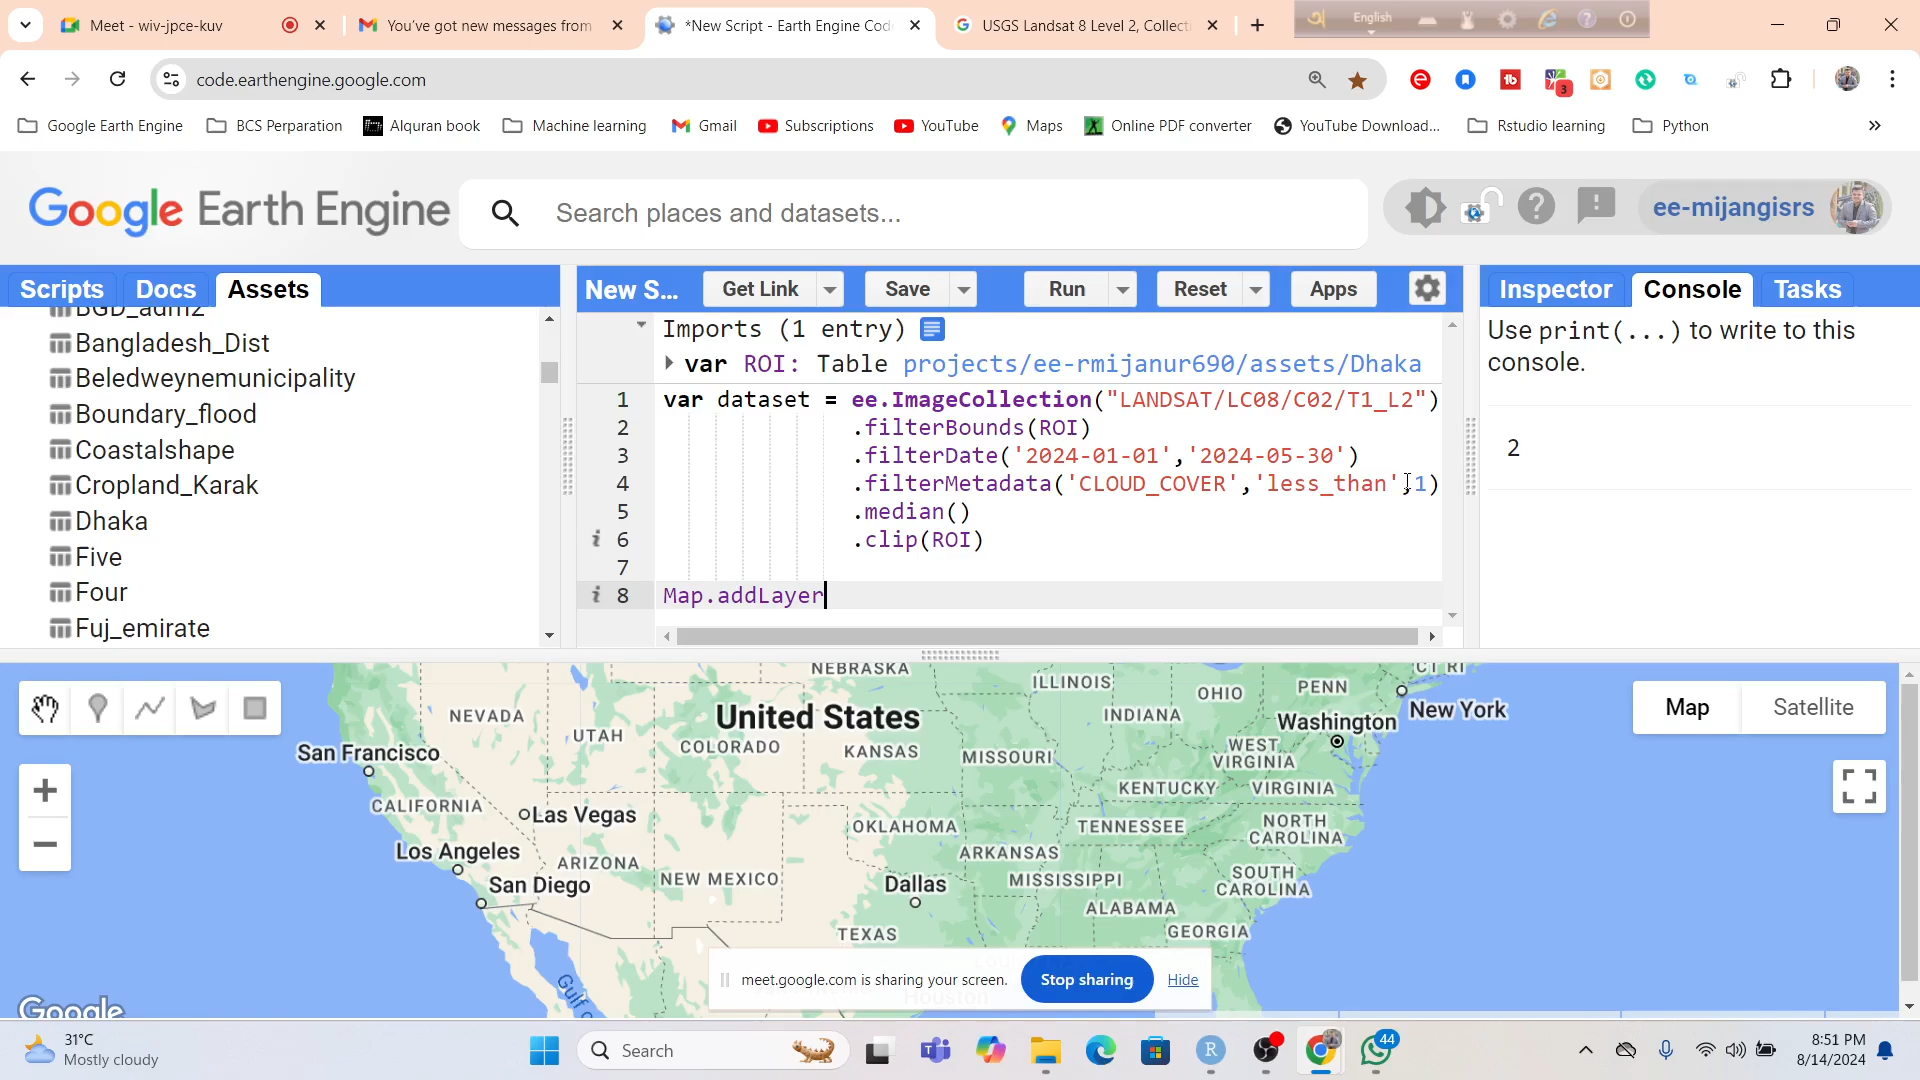 Meet - wiv-jpce-kuv
You've got new messages from
*New Script - Earth Engine Cod
USGS Landsat 8 Level 2, Collecti
English
code.earthengine.google.com
3
Google Earth Engine
BCS Perparation
Alquran book
Machine learning
Gmail
Subscriptions
YouTube
Maps
Online PDF converter
YouTube Download...
Rstudio learning
Python
Google Earth Engine
Search places and datasets...
ee-mijangisrs
Scripts
Docs
Assets
New S...
Get Link
Save
Run
Reset
Apps
Inspector
Console
Tasks
BGD_adm2
Bangladesh_Dist
Beledweynemunicipality
Boundary_flood
Coastalshape
Cropland_Karak
Dhaka
Five
Four
Fuj_emirate
Imports (1 entry)
var ROI: Table projects/ee-rmijanur690/assets/Dhaka
1 var dataset = ee.ImageCollection("LANDSAT/LC08/C02/T1_L2")
2 .filterBounds(ROI)
3 .filterDate('2024-01-01','2024-05-30')
4 .filterMetadata('CLOUD_COVER','less_than',1)
5 .median()
6 .clip(ROI)
7
8 Map.addLayer
Use print(...) to write to this
console.
2
NEBRASKA
ILLINOIS
OHIO
PENN
CT RI
New York
NEVADA
United States
INDIANA
Washington
UTAH
COLORADO
KANSAS
MISSOURI
WEST
VIRGINIA
San Francisco
KENTUCKY
VIRGINIA
CALIFORNIA
Las Vegas
OKLAHOMA
TENNESSEE
NORTH
CAROLINA
Los Angeles
ARIZONA
NEW MEXICO
ARKANSAS
MISSISSIPPI
SOUTH
CAROLINA
San Diego
Dallas
ALABAMA
TEXAS
GEORGIA
Houston
Gulf of
Map
Satellite
Google
meet.google.com is sharing your screen.
Stop sharing
Hide
31°C
Mostly cloudy
Search
44
8:51 PM
8/14/2024